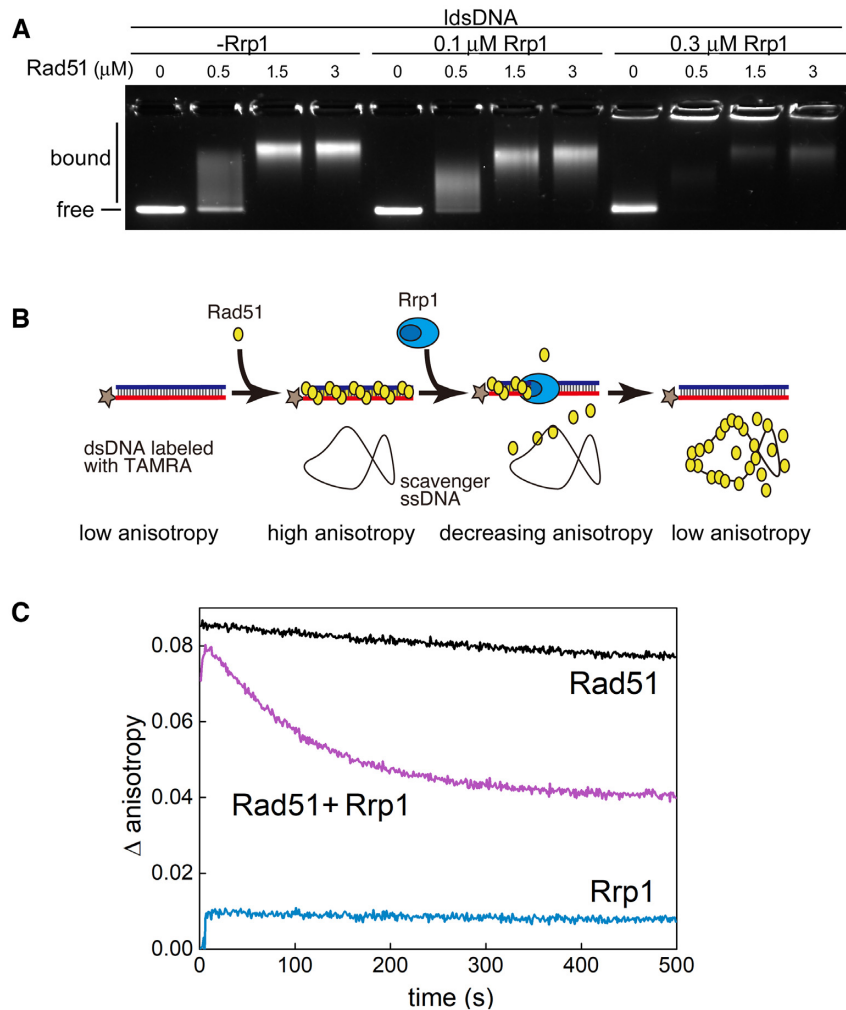 A
ldsDNA
-Rrp1 0.1 μM Rrp1 0.3 μM Rrp1
Rad51 (μM) 0 0.5 1.5 3 0 0.5 1.5 3 0 0.5 1.5 3
bound
free
B
Rad51
Rrp1
dsDNA labeled
with TAMRA
scavenger
ssDNA
low anisotropy high anisotropy decreasing anisotropy low anisotropy
C
Δ anisotropy
0.08
0.06
0.04
0.02
0.00
Rad51
Rad51+ Rrp1
Rrp1
0 100 200 300 400 500
time (s)